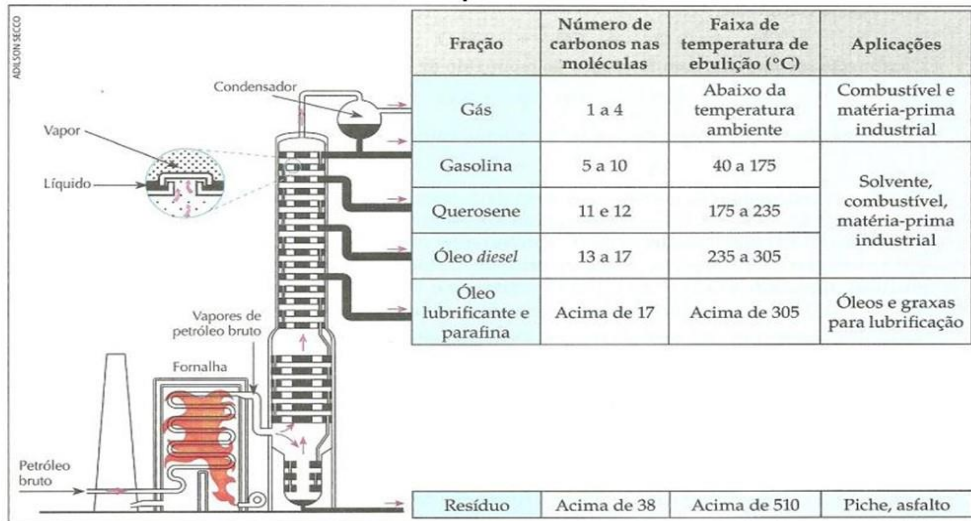 ADILSON SECCO
Condensador
Vapor
Líquido
Vapores de
petróleo bruto
Fornalha
Petróleo
bruto
Fração
Número de
carbonos nas
moléculas
Faixa de
temperatura de
ebulição (ºC)
Aplicações
Gás
1 a 4
Abaixo da
temperatura
ambiente
Combustível e
matéria-prima
industrial
Gasolina
5 a 10
40 a 175
Solvente,
combustível,
matéria-prima
industrial
Querosene
11 e 12
175 a 235
Óleo diesel
13 a 17
235 a 305
Óleo
lubrificante e
parafina
Acima de 17
Acima de 305
Óleos e graxas
para lubrificação
Resíduo
Acima de 38
Acima de 510
Piche, asfalto